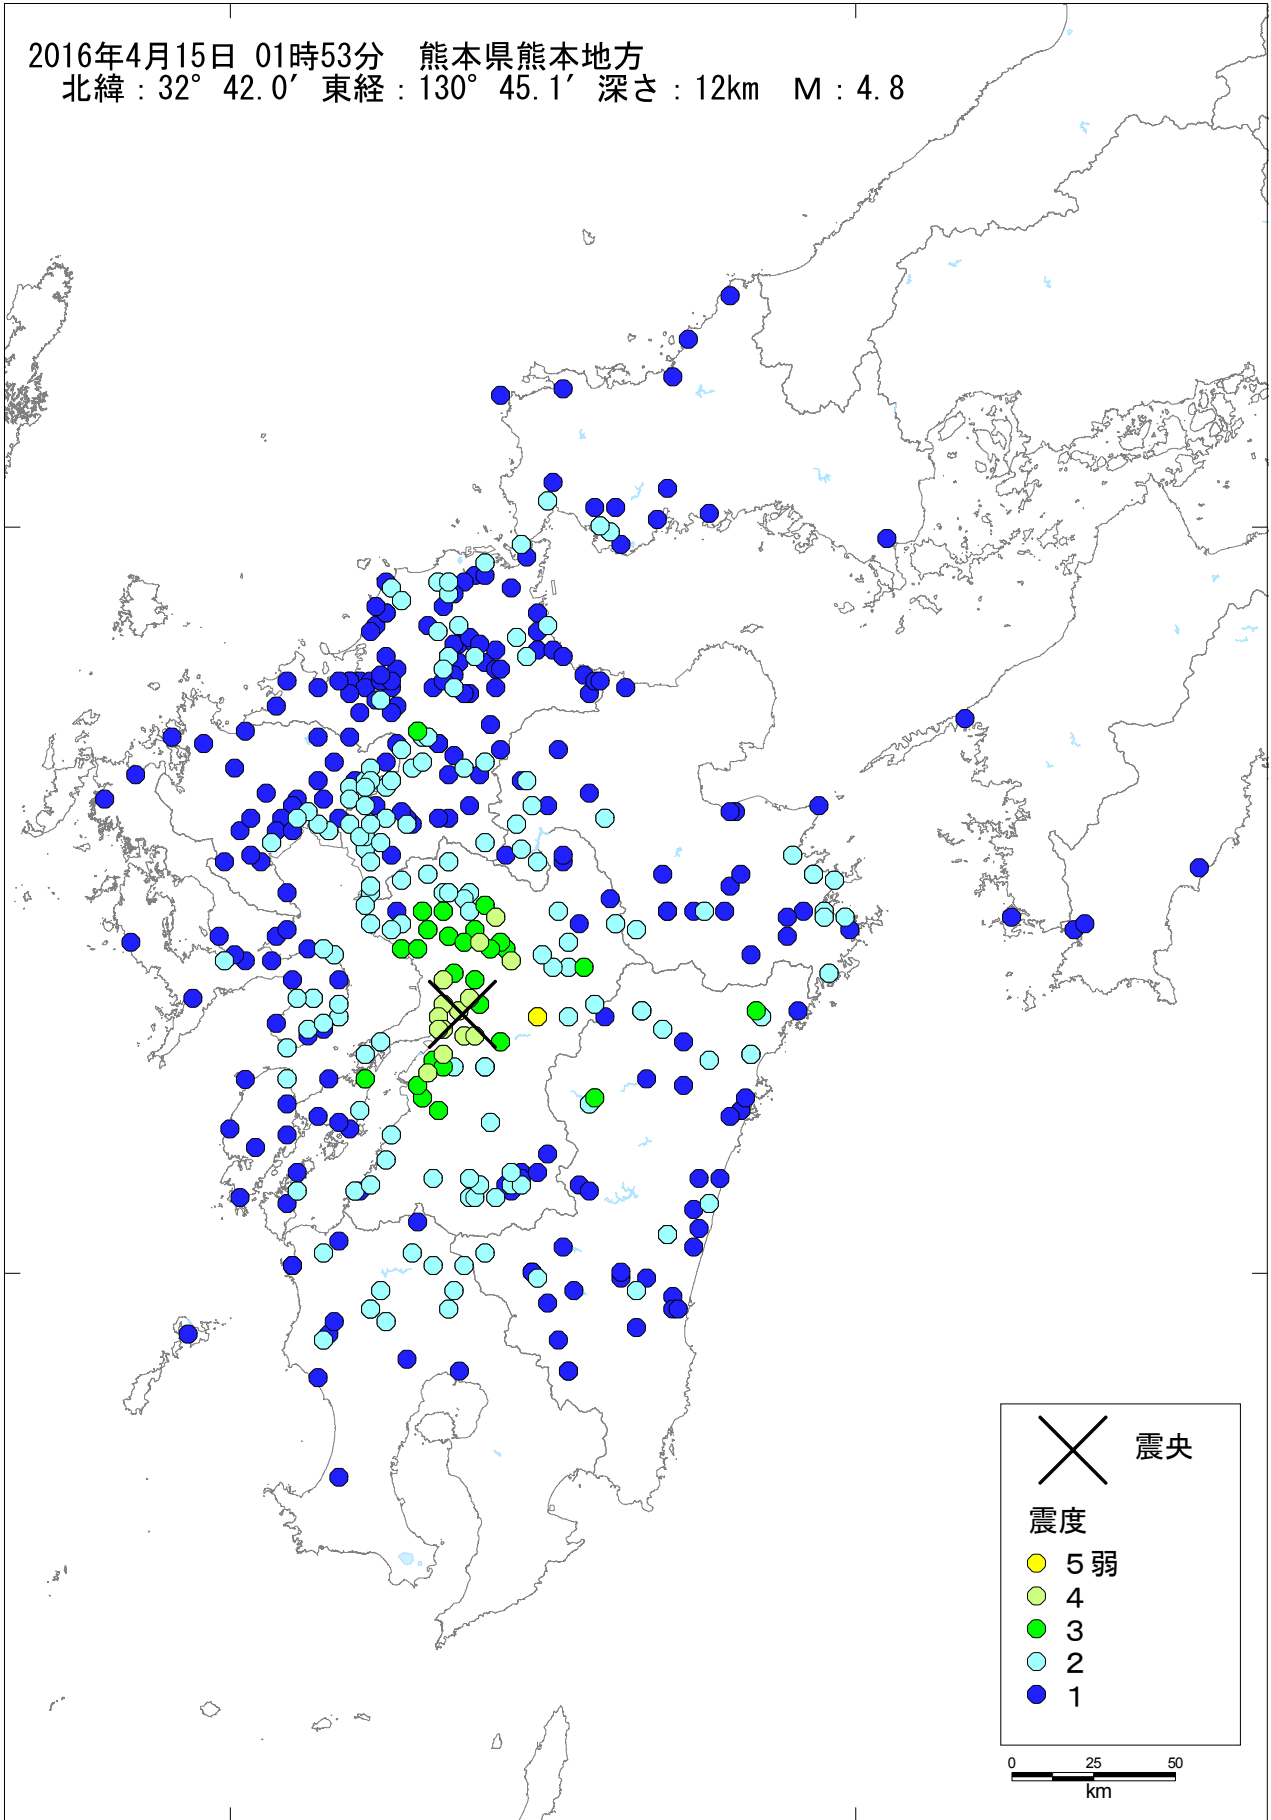 2016年4月15日 01時53分　熊本県熊本地方
北緯：32° 42.0′ 東経：130° 45.1′ 深さ：12km　M：4.8
震央
震度
５弱
４
３
２
１
0 25 50
km